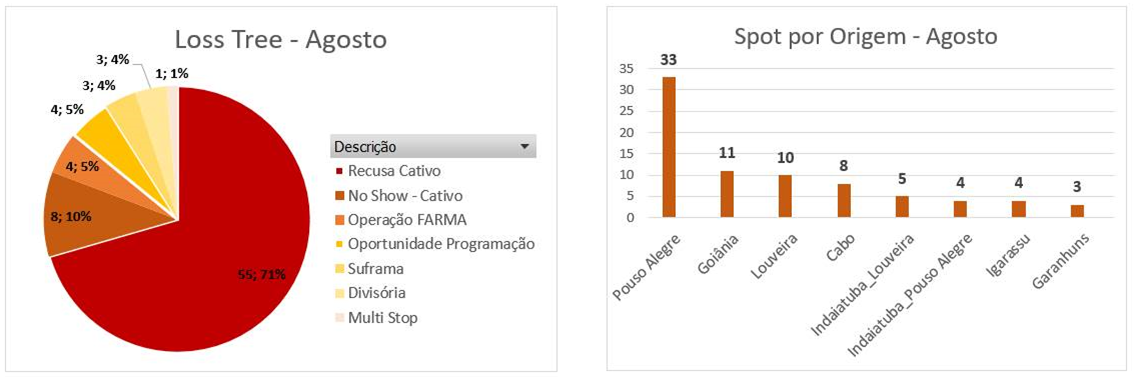 Loss Tree - Agosto
3; 4%
1; 1%
3; 4%
4; 5%
4; 5%
8; 10%
55; 71%
Descrição
Recusa Cativo
No Show - Cativo
Operação FARMA
Oportunidade Programação
Suframa
Divisória
Multi Stop
Spot por Origem - Agosto
35
30
25
20
15
10
5
0
33
11
10
8
5
4
4
3
Pouso Alegre
Goiânia
Louveira
Cabo
Indaiatuba_Louveira
Indaiatuba_Pouso Alegre
Igarassu
Garanhuns